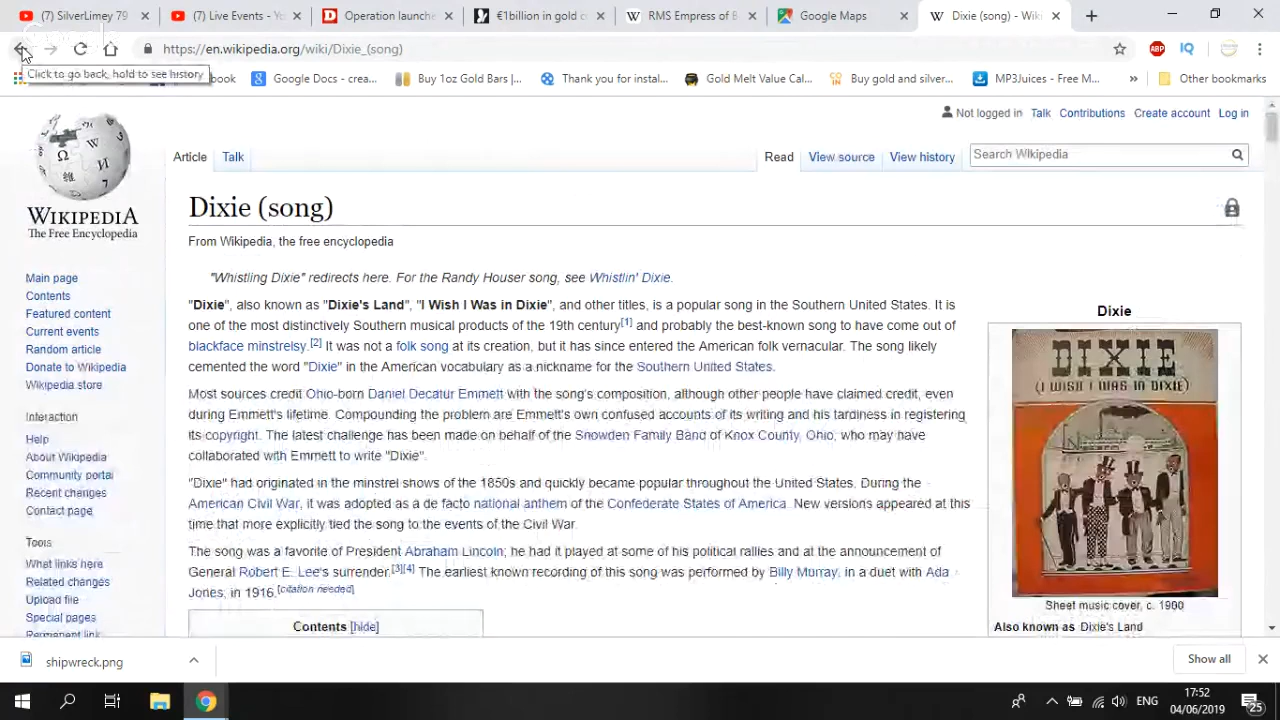 (7) SilverLimey 79
(7) Live Events - Yo
Operation launche
€1billion in gold c
RMS Empress of
Google Maps
Dixie (song) - Wiki
https://en.wikipedia.org/wiki/Dixie_(song)
ABP
IQ
Click to go back, hold to see history
ook
Google Docs - crea...
Buy 1oz Gold Bars |...
Thank you for instal...
Gold Melt Value Cal...
Buy gold and silver...
MP3Juices - Free M...
»
Other bookmarks
Not logged in Talk Contributions Create account Log in
Article Talk
Read View source View history
Search Wikipedia
WIKIPEDIA
The Free Encyclopedia
Main page
Contents
Featured content
Current events
Random article
Donate to Wikipedia
Wikipedia store
Interaction
Help
About Wikipedia
Community portal
Recent changes
Contact page
Tools
What links here
Related changes
Upload file
Special pages
Permanent link
Dixie (song)
From Wikipedia, the free encyclopedia
"Whistling Dixie" redirects here. For the Randy Houser song, see Whistlin' Dixie.
"Dixie", also known as "Dixie's Land", "I Wish I Was in Dixie", and other titles, is a popular song in the Southern United States. It is
one of the most distinctively Southern musical products of the 19th century[1] and probably the best-known song to have come out of
blackface minstrelsy.[2] It was not a folk song at its creation, but it has since entered the American folk vernacular. The song likely
cemented the word "Dixie" in the American vocabulary as a nickname for the Southern United States.
Most sources credit Ohio-born Daniel Decatur Emmett with the song's composition, although other people have claimed credit, even
during Emmett's lifetime. Compounding the problem are Emmett's own confused accounts of its writing and his tardiness in registering
its copyright. The latest challenge has been made on behalf of the Snowden Family Band of Knox County, Ohio, who may have
collaborated with Emmett to write "Dixie".
"Dixie" had originated in the minstrel shows of the 1850s and quickly became popular throughout the United States. During the
American Civil War, it was adopted as a de facto national anthem of the Confederate States of America. New versions appeared at this
time that more explicitly tied the song to the events of the Civil War.
The song was a favorite of President Abraham Lincoln; he had it played at some of his political rallies and at the announcement of
General Robert E. Lee's surrender.[3][4] The earliest known recording of this song was performed by Billy Murray, in a duet with Ada
Jones, in 1916.[citation needed]
Contents [hide]
Dixie
DIXIE
(I WISH I WAS IN DIXIE)
Sheet music cover, c. 1900
Also known as Dixie's Land
shipwreck.png
Show all
ENG
17:52
04/06/2019
25